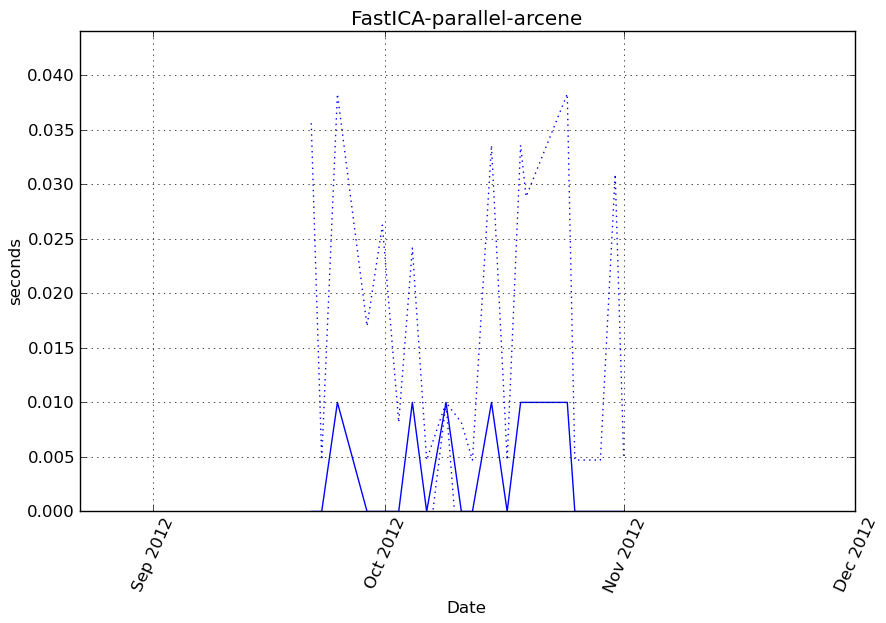 FastICA-parallel-arcene
0.040
0.035
0.030
0.025
0.020
0.015
0.010
0.005
0.000
seconds
Sep 2012
Oct 2012
Nov 2012
Dec 2012
Date